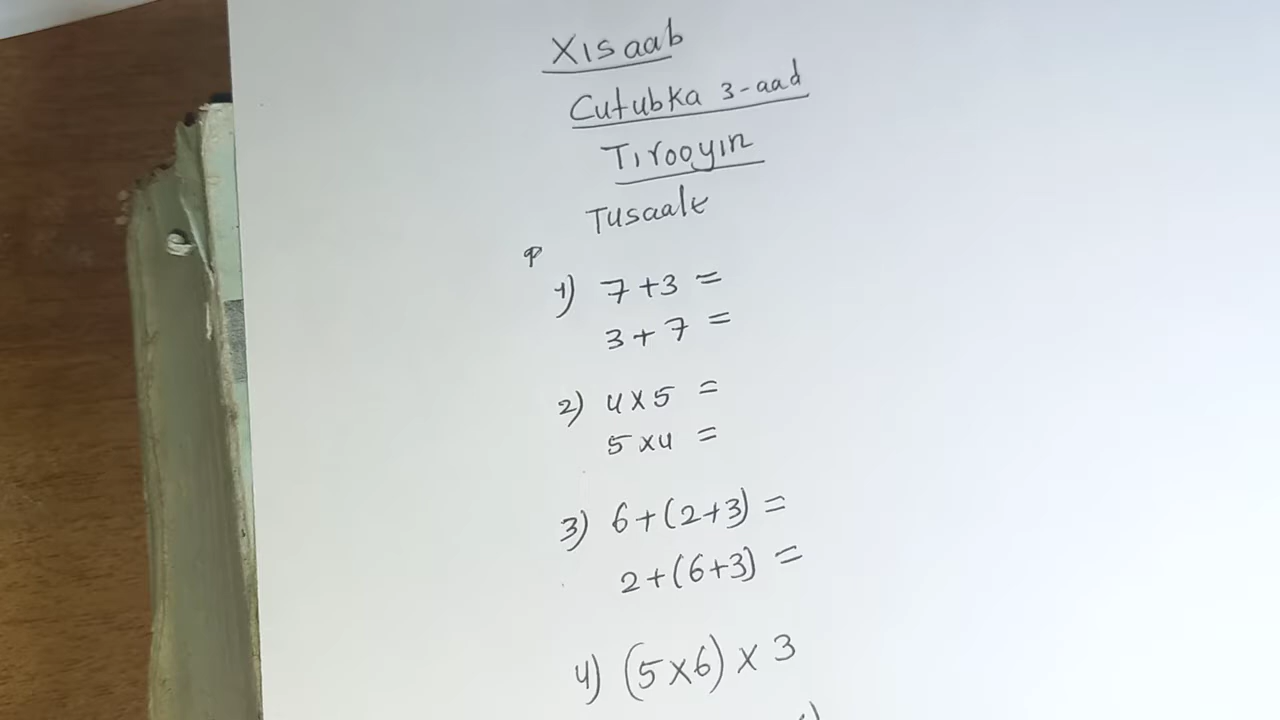 Xisaab
Cutubka 3-aad
Tirooyin
Tusaale
1) 7+3 =
3+7 =
2) 4x5 =
5x4 =
3) 6+(2+3) =
2+(6+3) =
4) (5x6) x 3